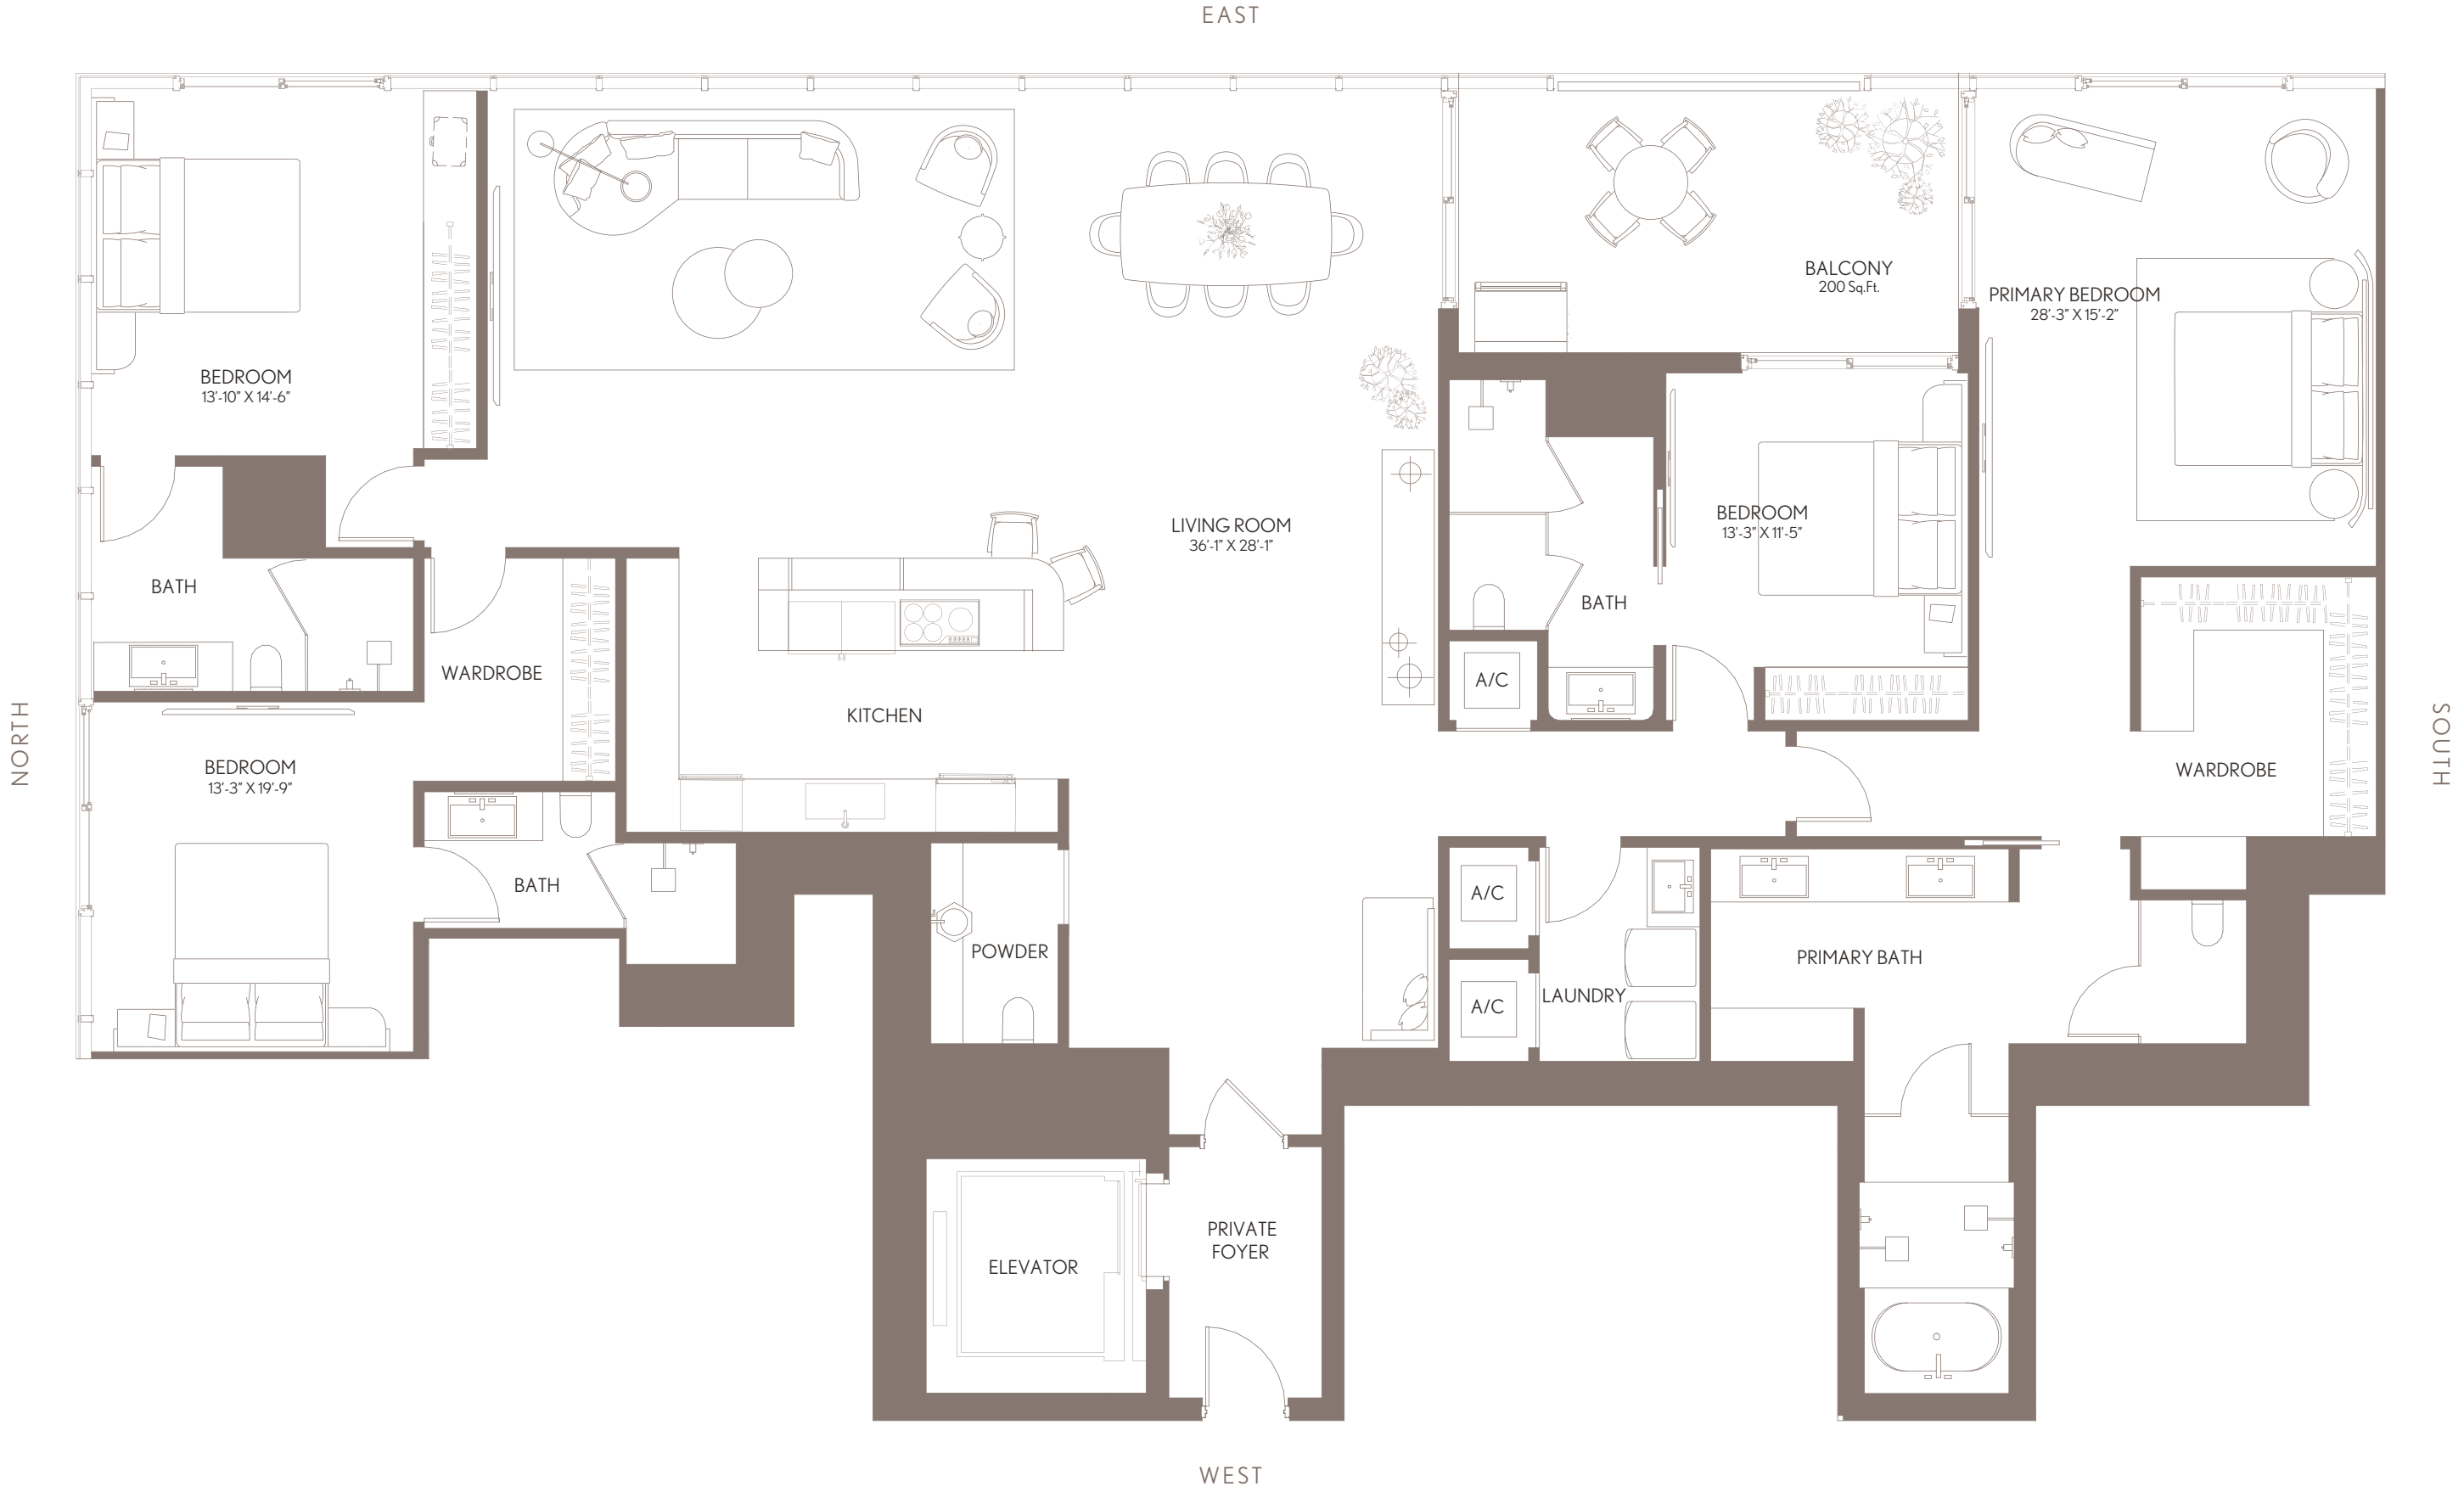 EAST
BALCONY
200 Sq.Ft.
PRIMARY BEDROOM
28'-3" X 15'-2"
BEDROOM
13'-10" X 14'-6"
LIVING ROOM
36'-1" X 28'-1"
BEDROOM
13'-3" X 11'-5"
BATH
BATH
WARDROBE
A/C
KITCHEN
NORTH
SOUTH
BEDROOM
13'-3" X 19'-9"
WARDROBE
BATH
A/C
POWDER
PRIMARY BATH
A/C
LAUNDRY
PRIVATE
FOYER
ELEVATOR
WEST